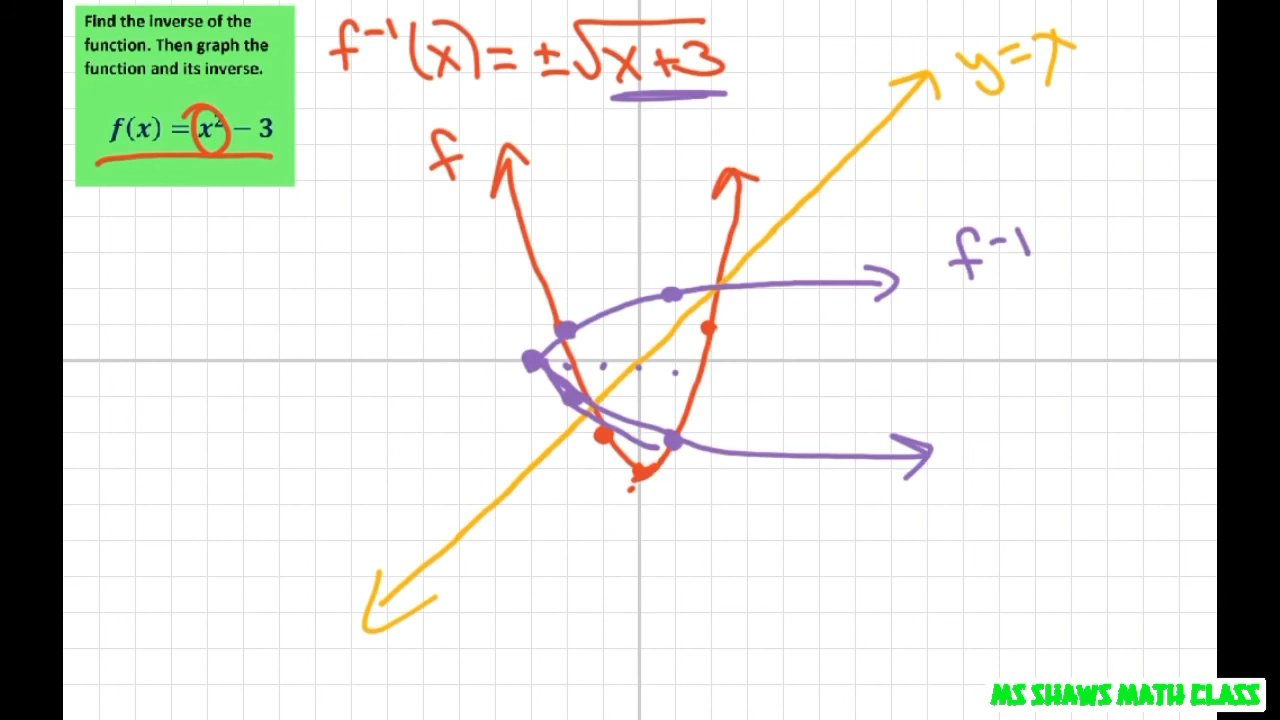 Find the inverse of the
function. Then graph the
function and its inverse.
f(x) = x² − 3
f⁻¹(x) = ±√x+3
y=x
f
f⁻¹
MS SHAWS MATH CLASS